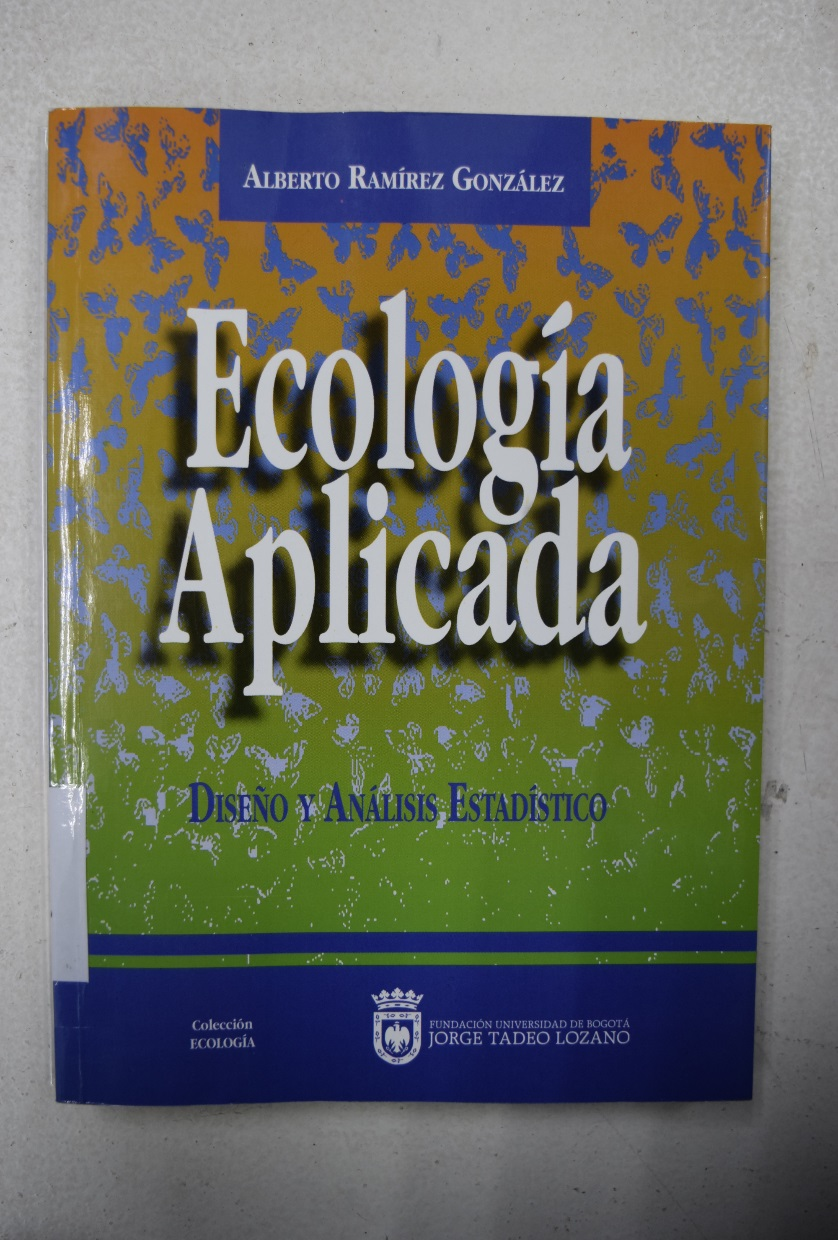 ALBERTO RAMÍREZ GONZÁLEZ
Ecología
Aplicada
DISEÑO Y ANÁLISIS ESTADÍSTICO
Colección
ECOLOGÍA
FUNDACIÓN UNIVERSIDAD DE BOGOTÁ
JORGE TADEO LOZANO